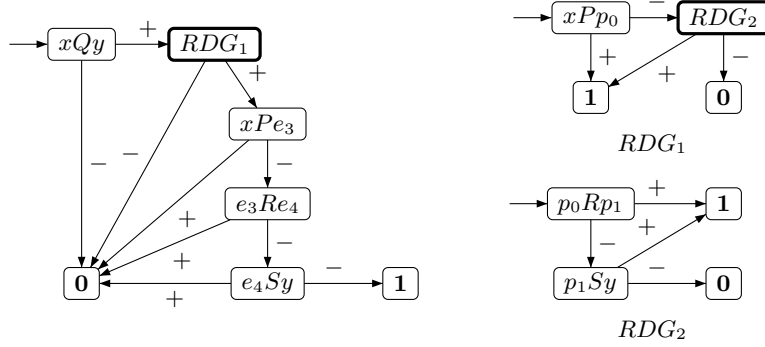 xQy + RDG₁
+
xPe₃
− −
−
e₃Re₄
+
+ −
0 + e₄Sy − 1
xPp₀ − RDG₂
+ + −
1 0
RDG₁
p₀Rp₁ + 1
− +
p₁Sy − 0
RDG₂